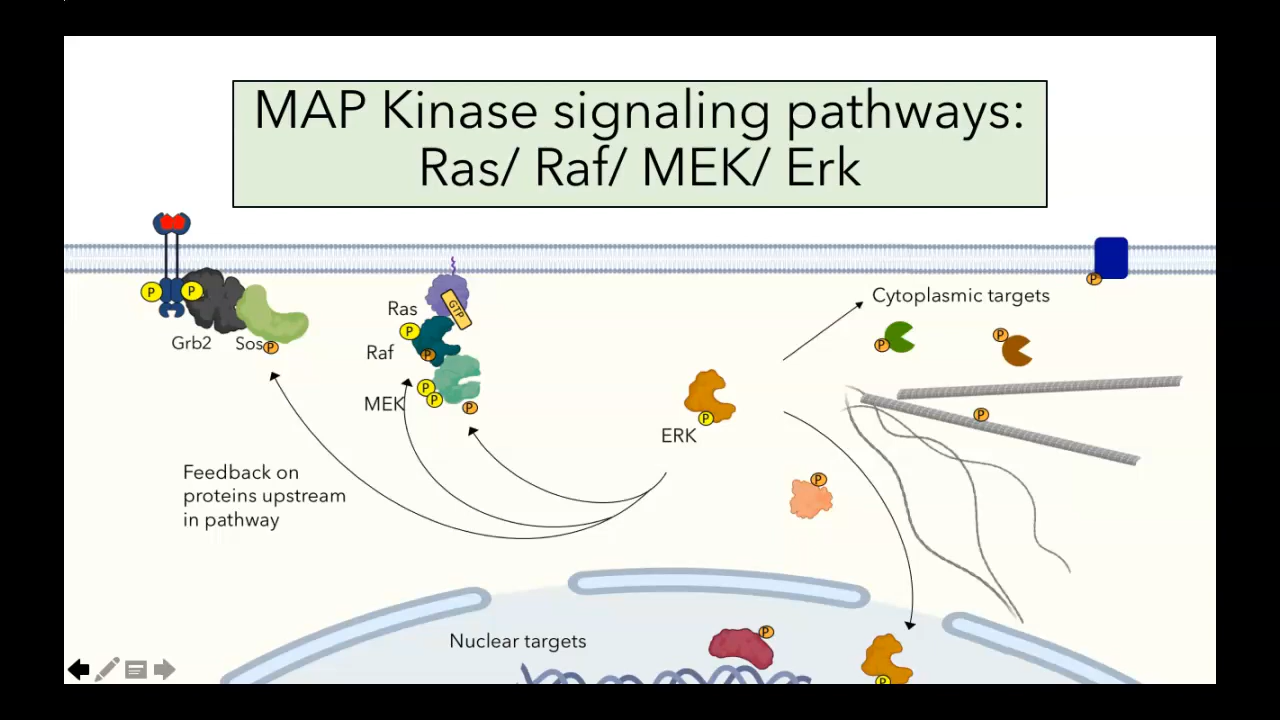 MAP Kinase signaling pathways:
Ras/ Raf/ MEK/ Erk
P
P
Grb2
Sos
P
Ras
GTP
P
Raf
P
P
MEK
P
P
ERK
P
P
Cytoplasmic targets
P
P
P
P
Feedback on
proteins upstream
in pathway
Nuclear targets
P
P